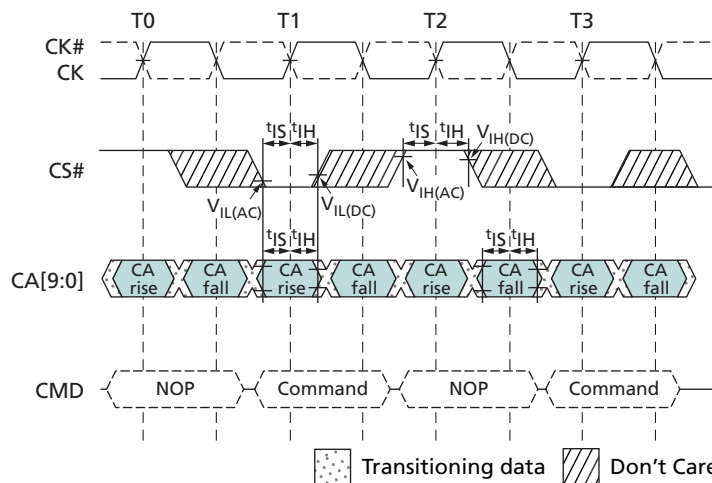 T0 T1 T2 T3
CK#
CK
tIS tIH tIS tIH VIH(DC)
CS#
VIL(AC) VIL(DC) VIH(AC)
tIS tIH tIS tIH
CA[9:0] CA rise CA fall CA rise CA fall CA rise CA fall CA rise CA fall
CMD NOP Command NOP Command
Transitioning data Don't Care